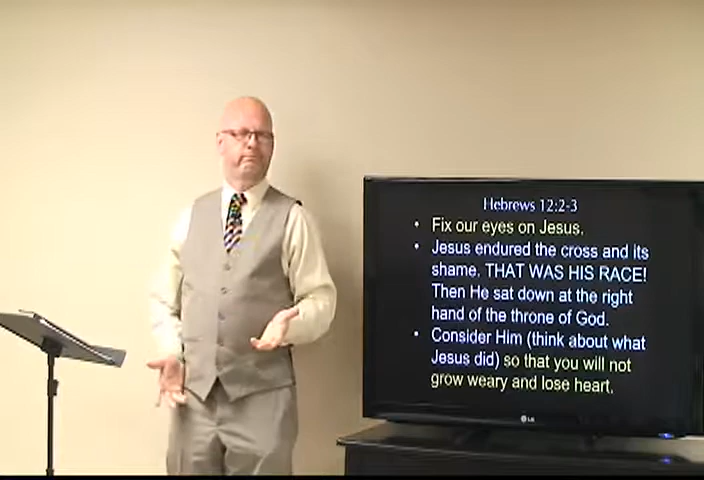 Hebrews 12:2-3
• Fix our eyes on Jesus.
• Jesus endured the cross and its
shame. THAT WAS HIS RACE!
Then He sat down at the right
hand of the throne of God.
• Consider Him (think about what
Jesus did) so that you will not
grow weary and lose heart.
LG